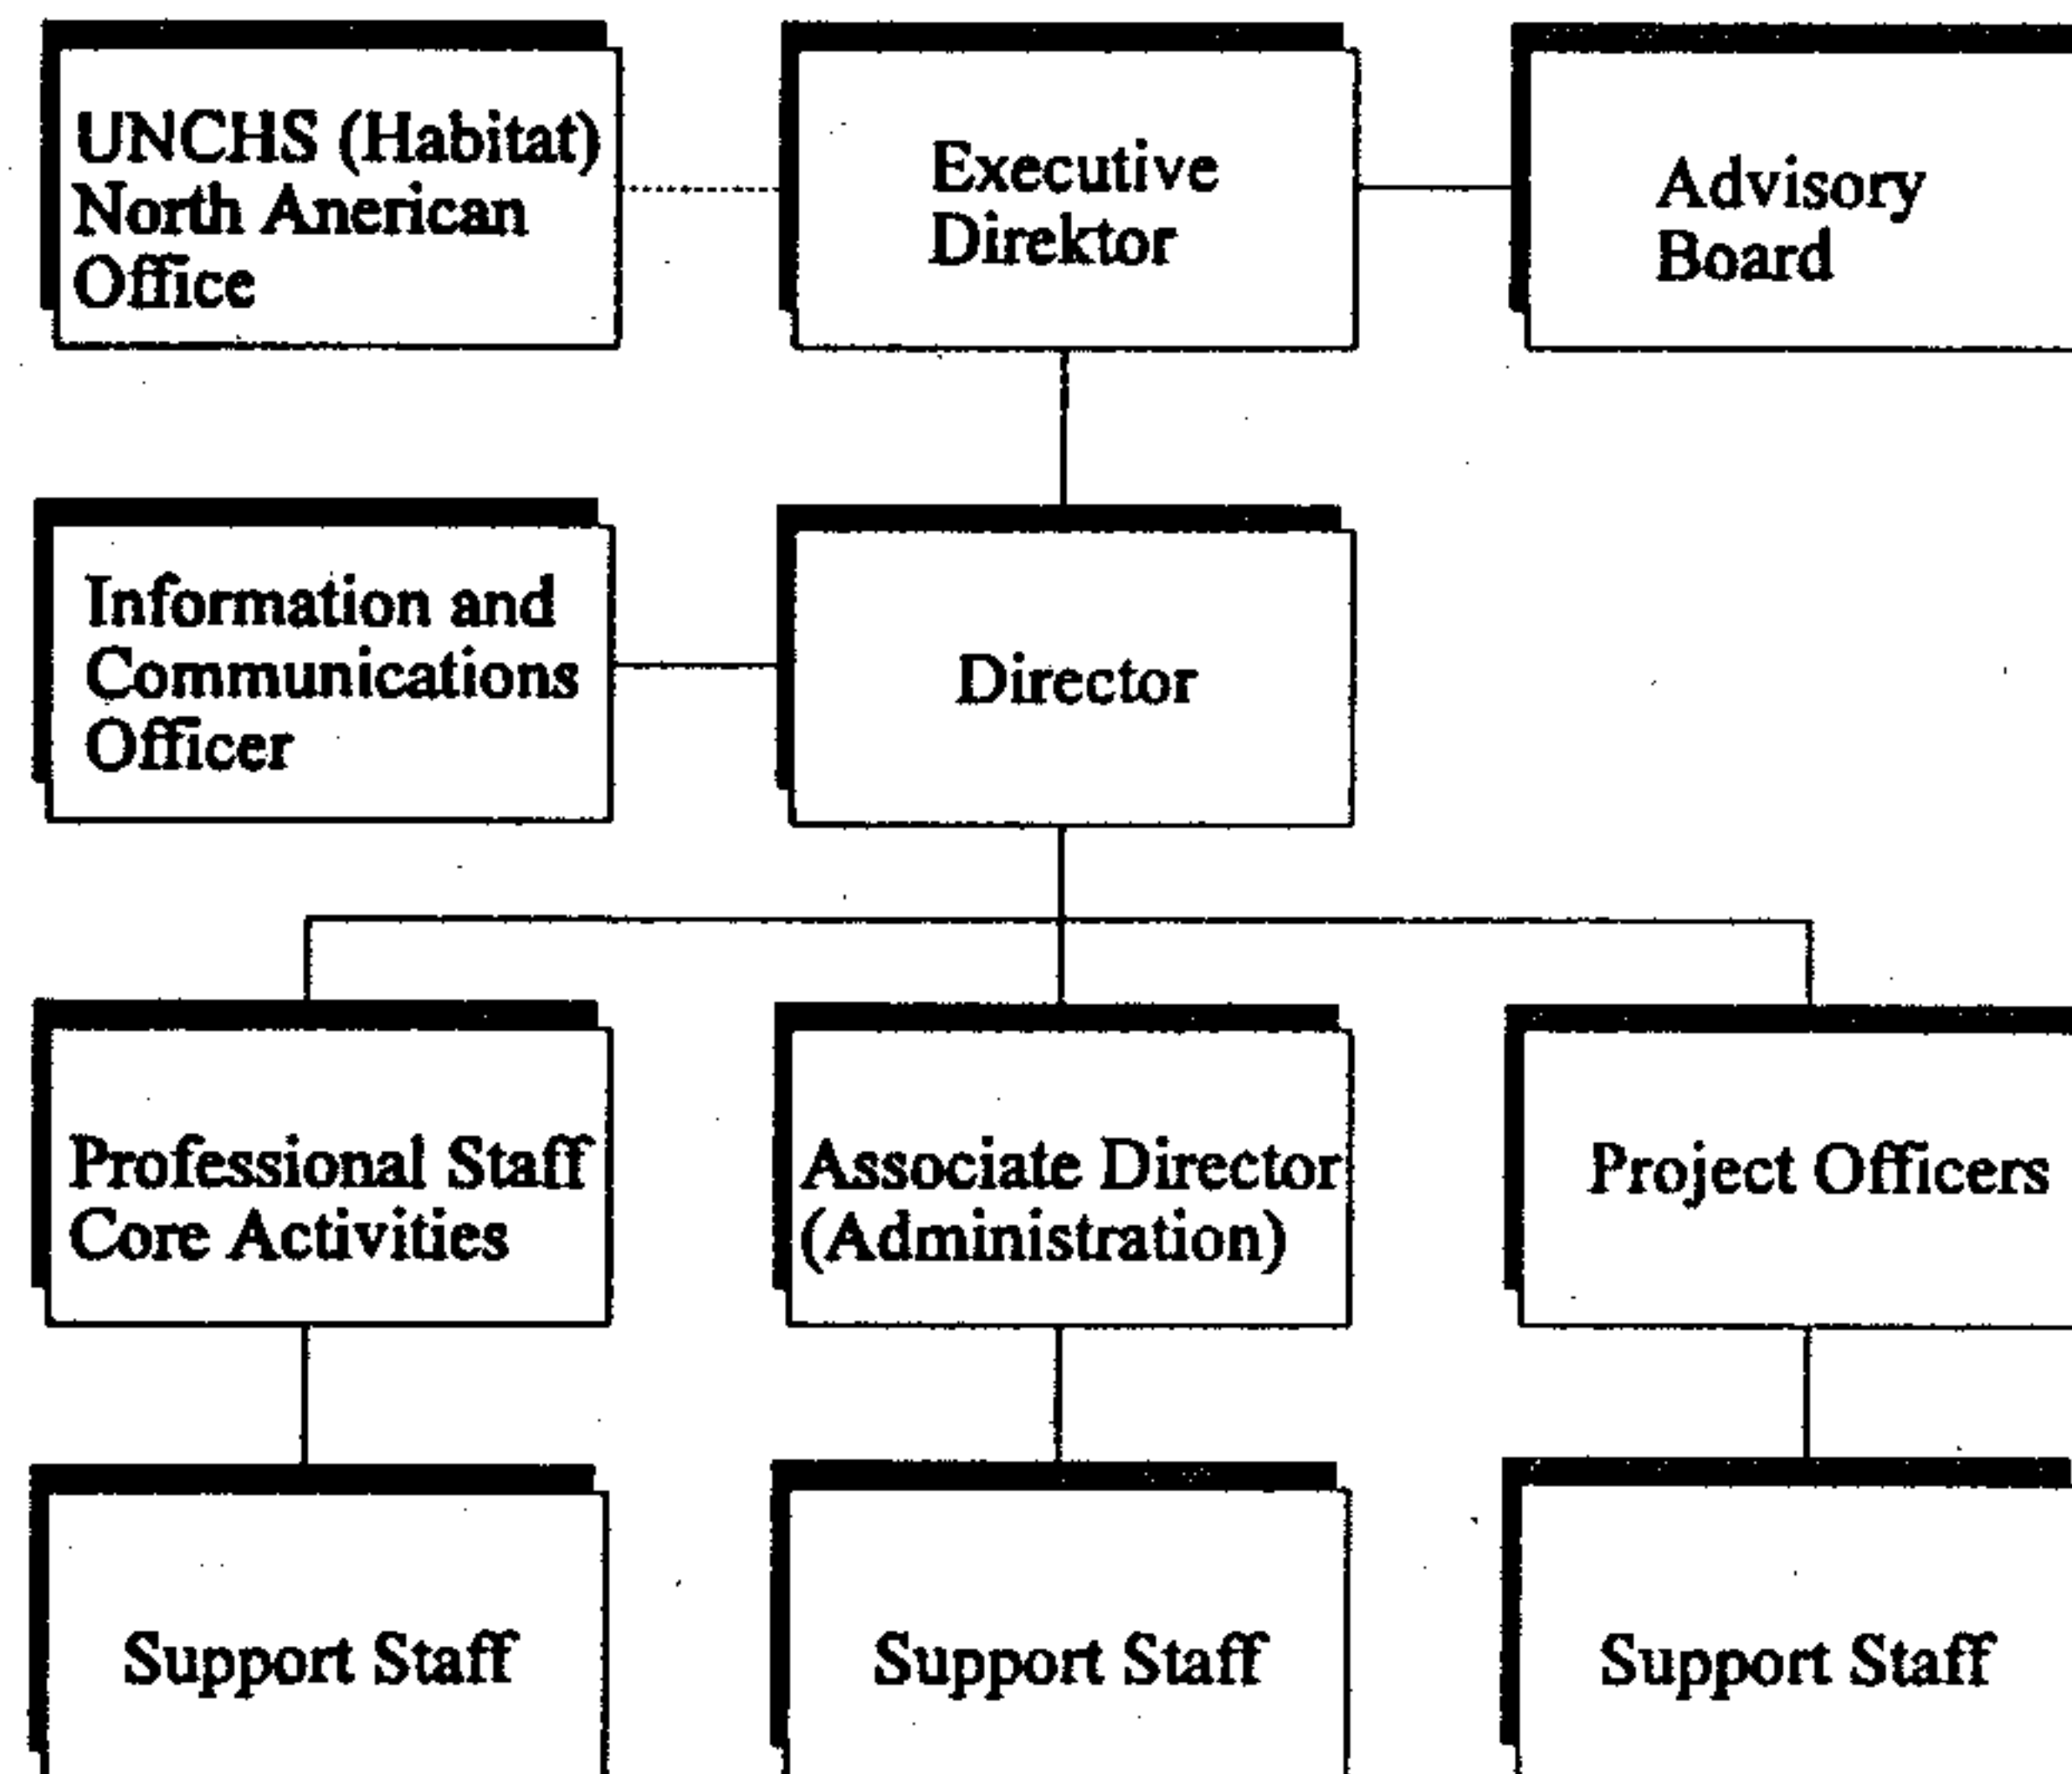 UNCHS (Habitat)
North Anerican
Office
Executive
Direktor
Advisory
Board
Information and
Communications
Officer
Director
Professional Staff
Core Activities
Associate Director
(Administration)
Project Officers
Support Staff
Support Staff
Support Staff